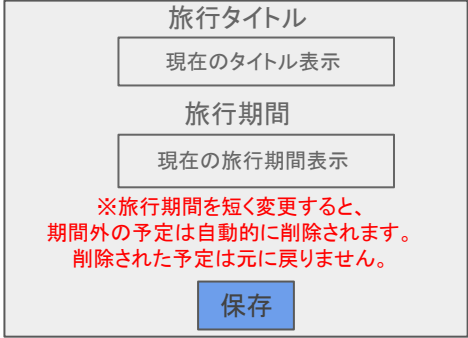 旅行タイトル
現在のタイトル表示
旅行期間
現在の旅行期間表示
※旅行期間を短く変更すると、
期間外の予定は自動的に削除されます。
削除された予定は元に戻りません。
保存